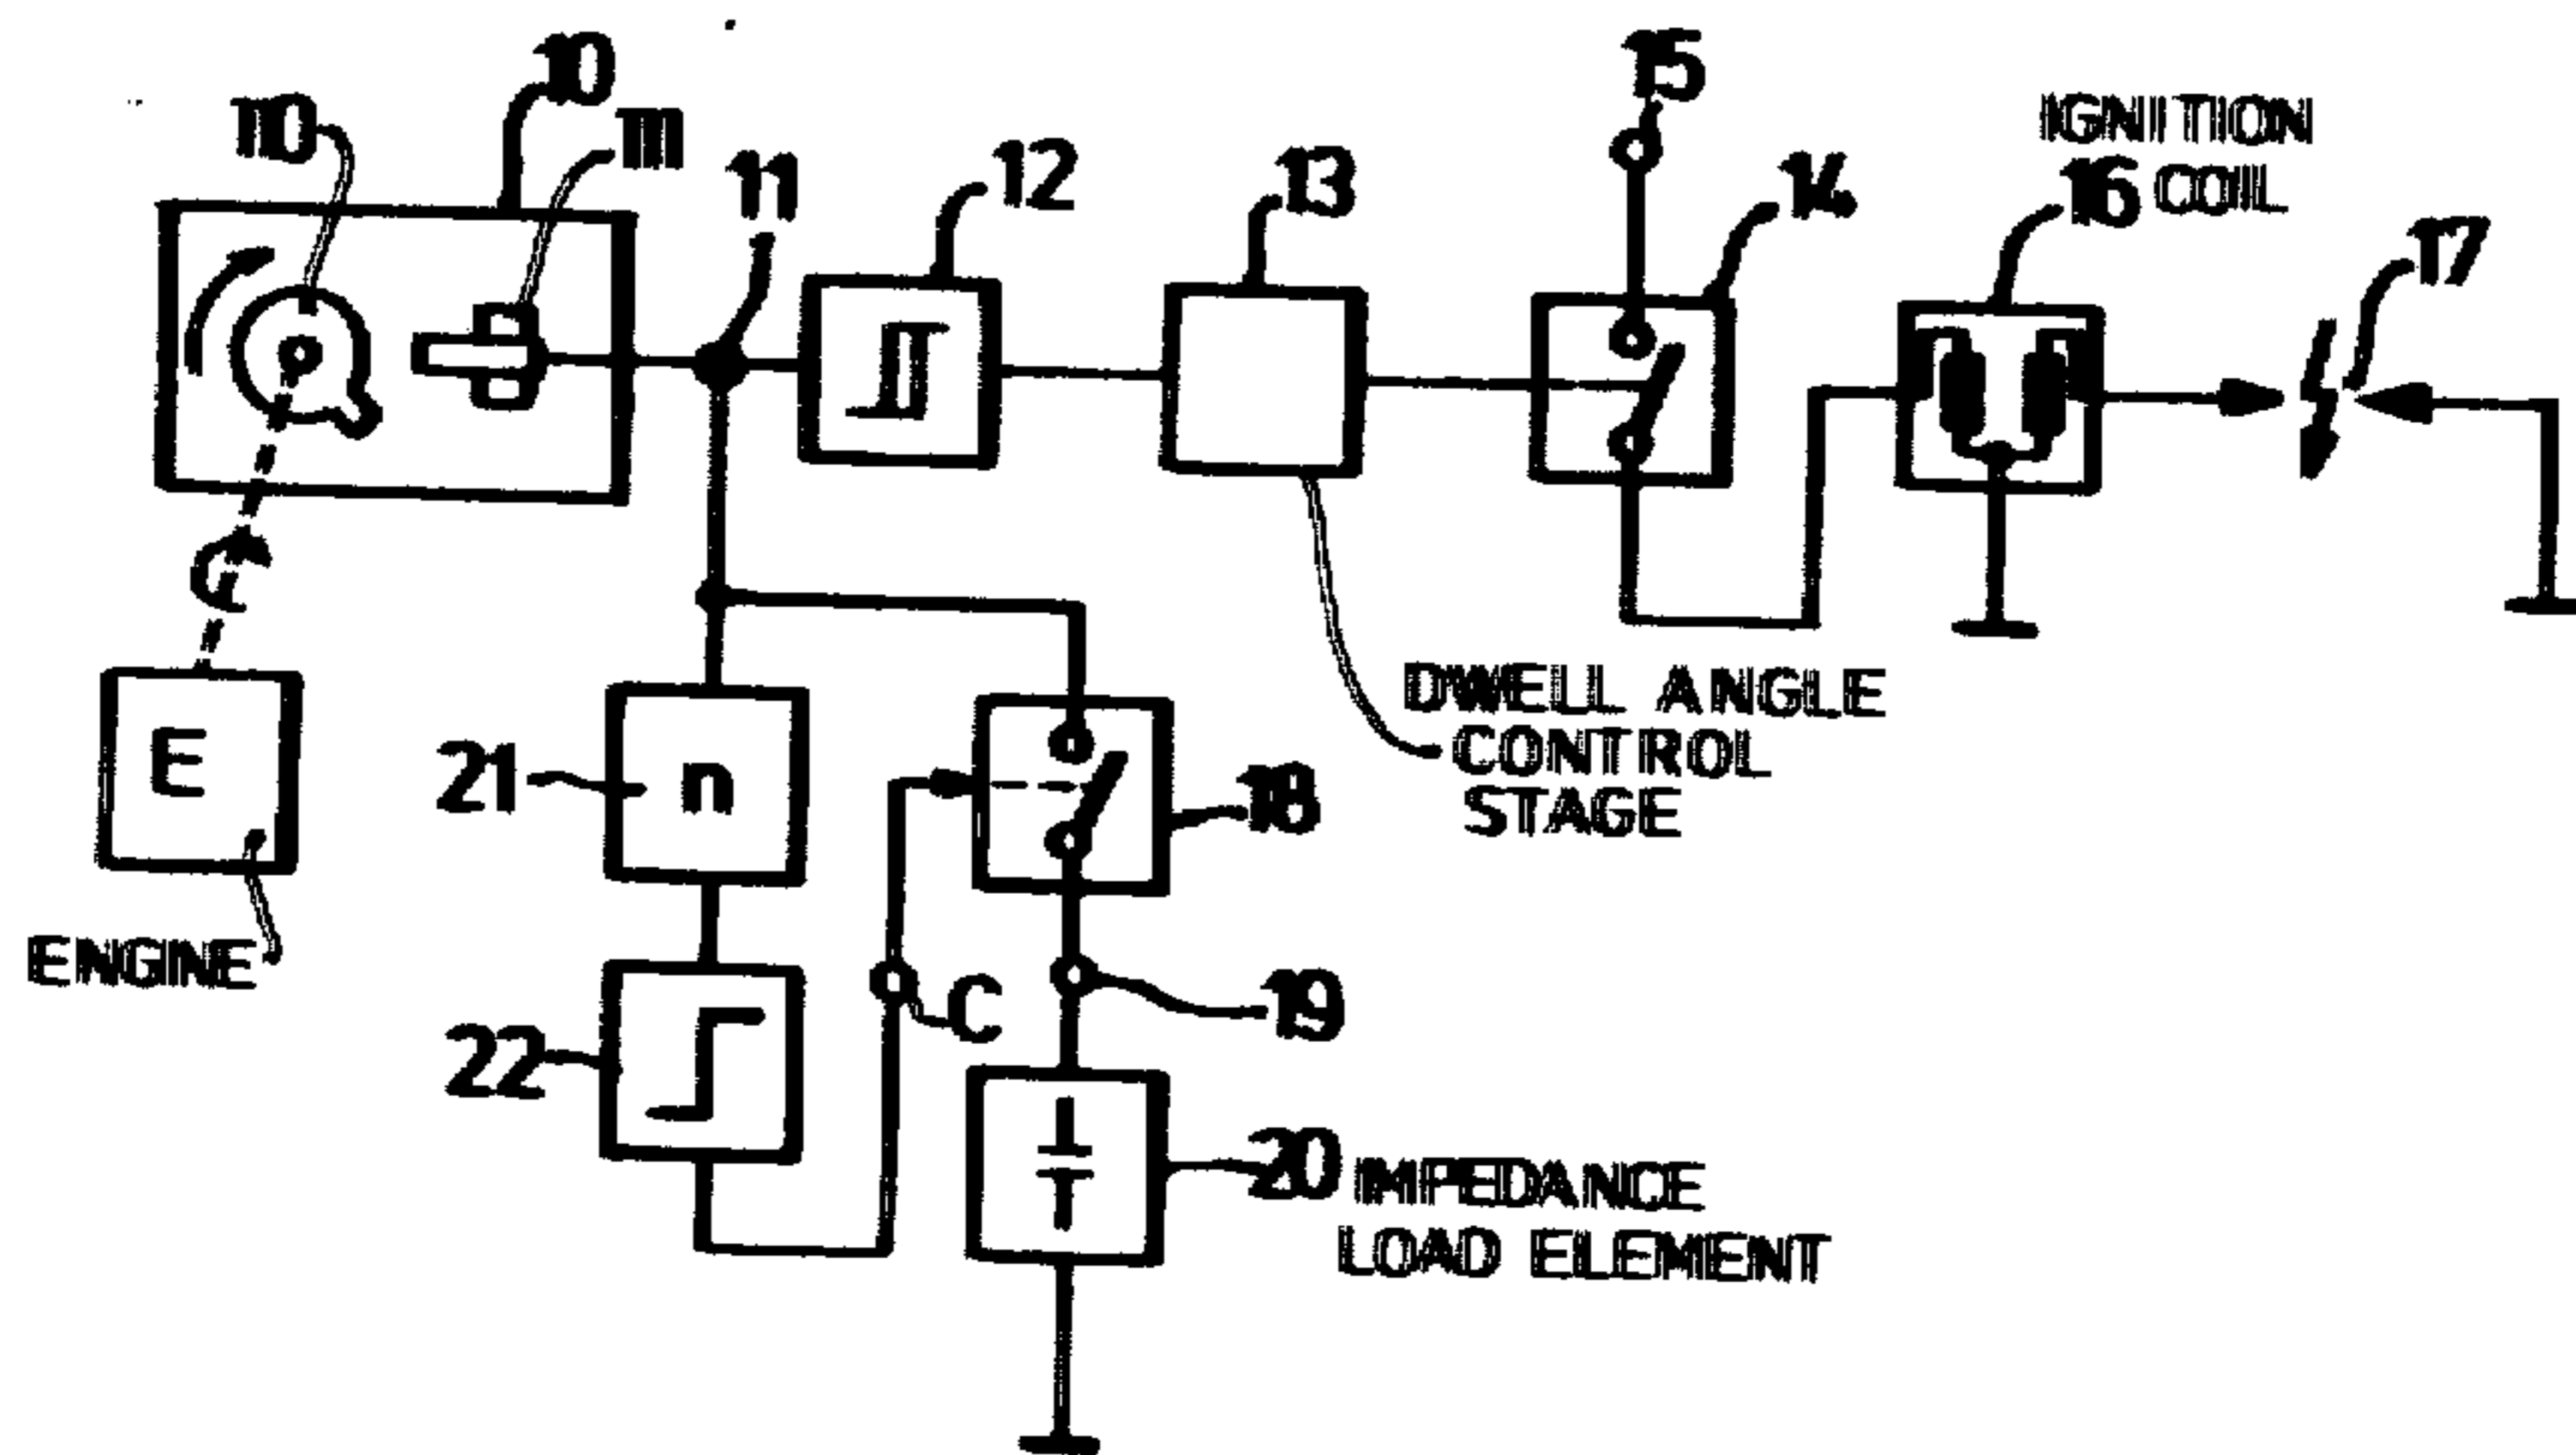 10
110
111
11
12
13
15
14
IGNITION
16 COIL
17
DWELL ANGLE
CONTROL
STAGE
E
ENGINE
21
n
18
22
C
19
20 IMPEDANCE
LOAD ELEMENT